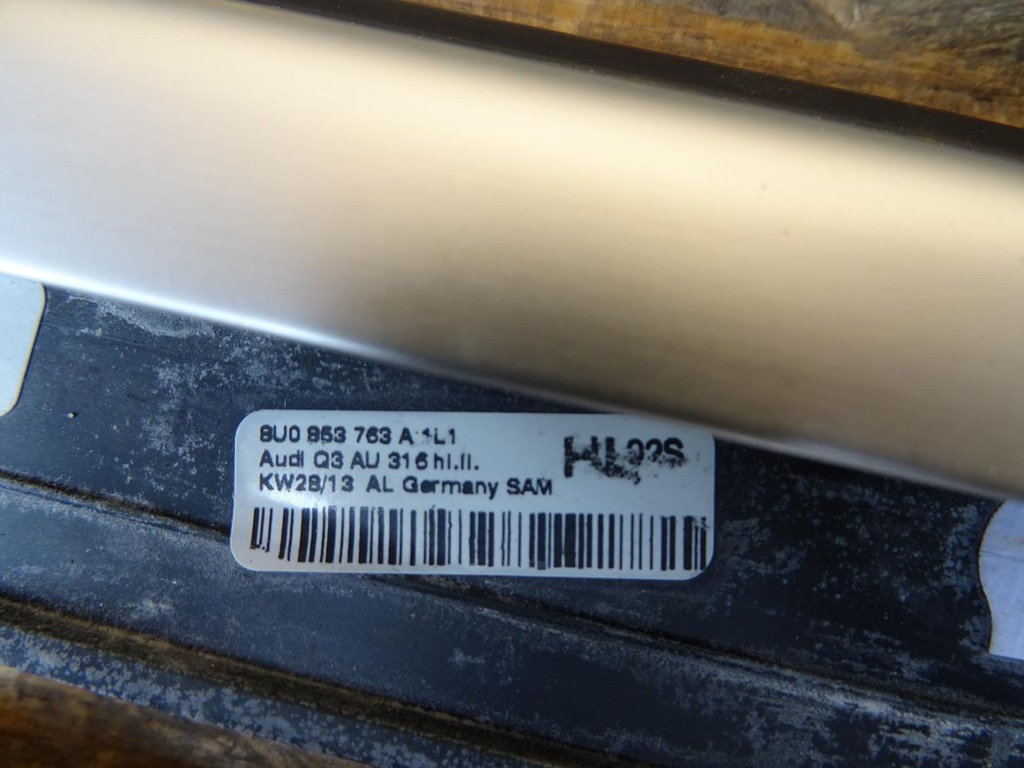 8U0 853 763 A 1L1
Audi Q3 AU 316 hl.li.
KW28/13 AL Germany SAM